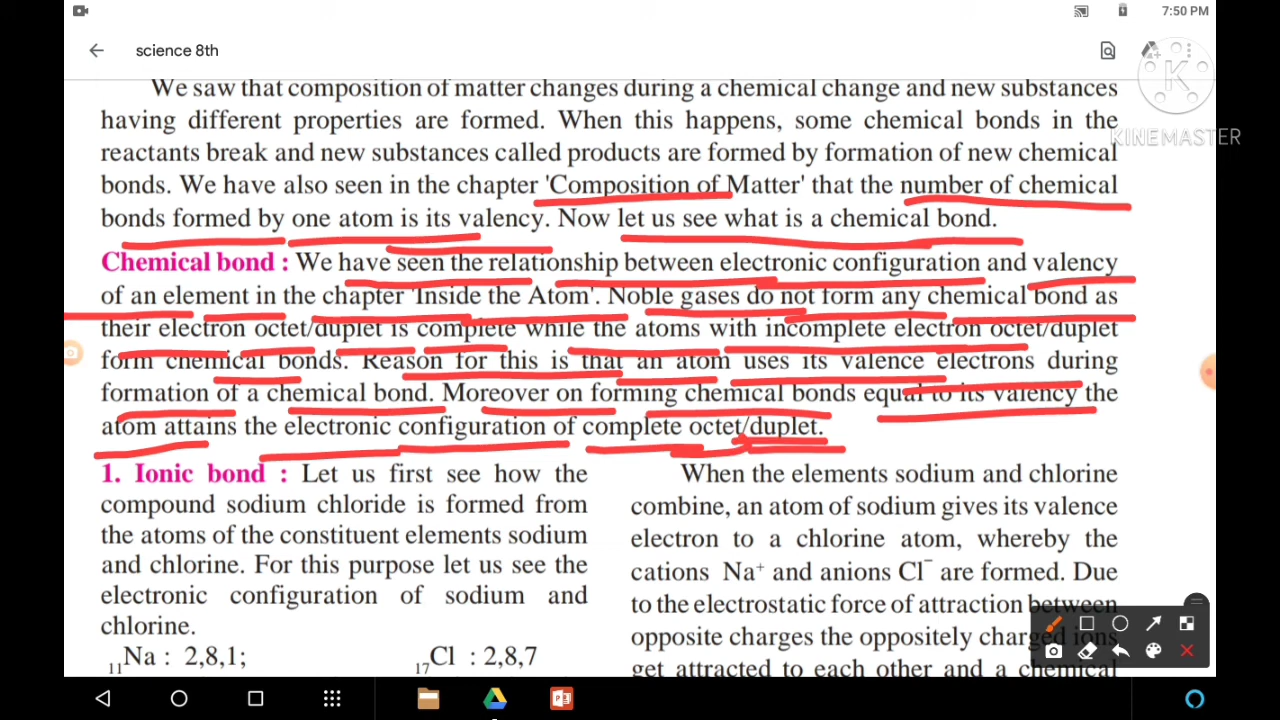 7:50 PM
science 8th
KINEMASTER
We saw that composition of matter changes during a chemical change and new substances
having different properties are formed. When this happens, some chemical bonds in the
reactants break and new substances called products are formed by formation of new chemical
bonds. We have also seen in the chapter 'Composition of Matter' that the number of chemical
bonds formed by one atom is its valency. Now let us see what is a chemical bond.
Chemical bond : We have seen the relationship between electronic configuration and valency
of an element in the chapter 'Inside the Atom'. Noble gases do not form any chemical bond as
their electron octet/duplet is complete while the atoms with incomplete electron octet/duplet
form chemical bonds. Reason for this is that an atom uses its valence electrons during
formation of a chemical bond. Moreover on forming chemical bonds equal to its valency the
atom attains the electronic configuration of complete octet/duplet.
1. Ionic bond : Let us first see how the
compound sodium chloride is formed from
the atoms of the constituent elements sodium
and chlorine. For this purpose let us see the
electronic configuration of sodium and
chlorine.
₁₁Na : 2,8,1; ₁₇Cl : 2,8,7
When the elements sodium and chlorine
combine, an atom of sodium gives its valence
electron to a chlorine atom, whereby the
cations Na⁺ and anions Cl⁻ are formed. Due
to the electrostatic force of attraction between
opposite charges the oppositely charged ions
get attracted to each other and a chemical